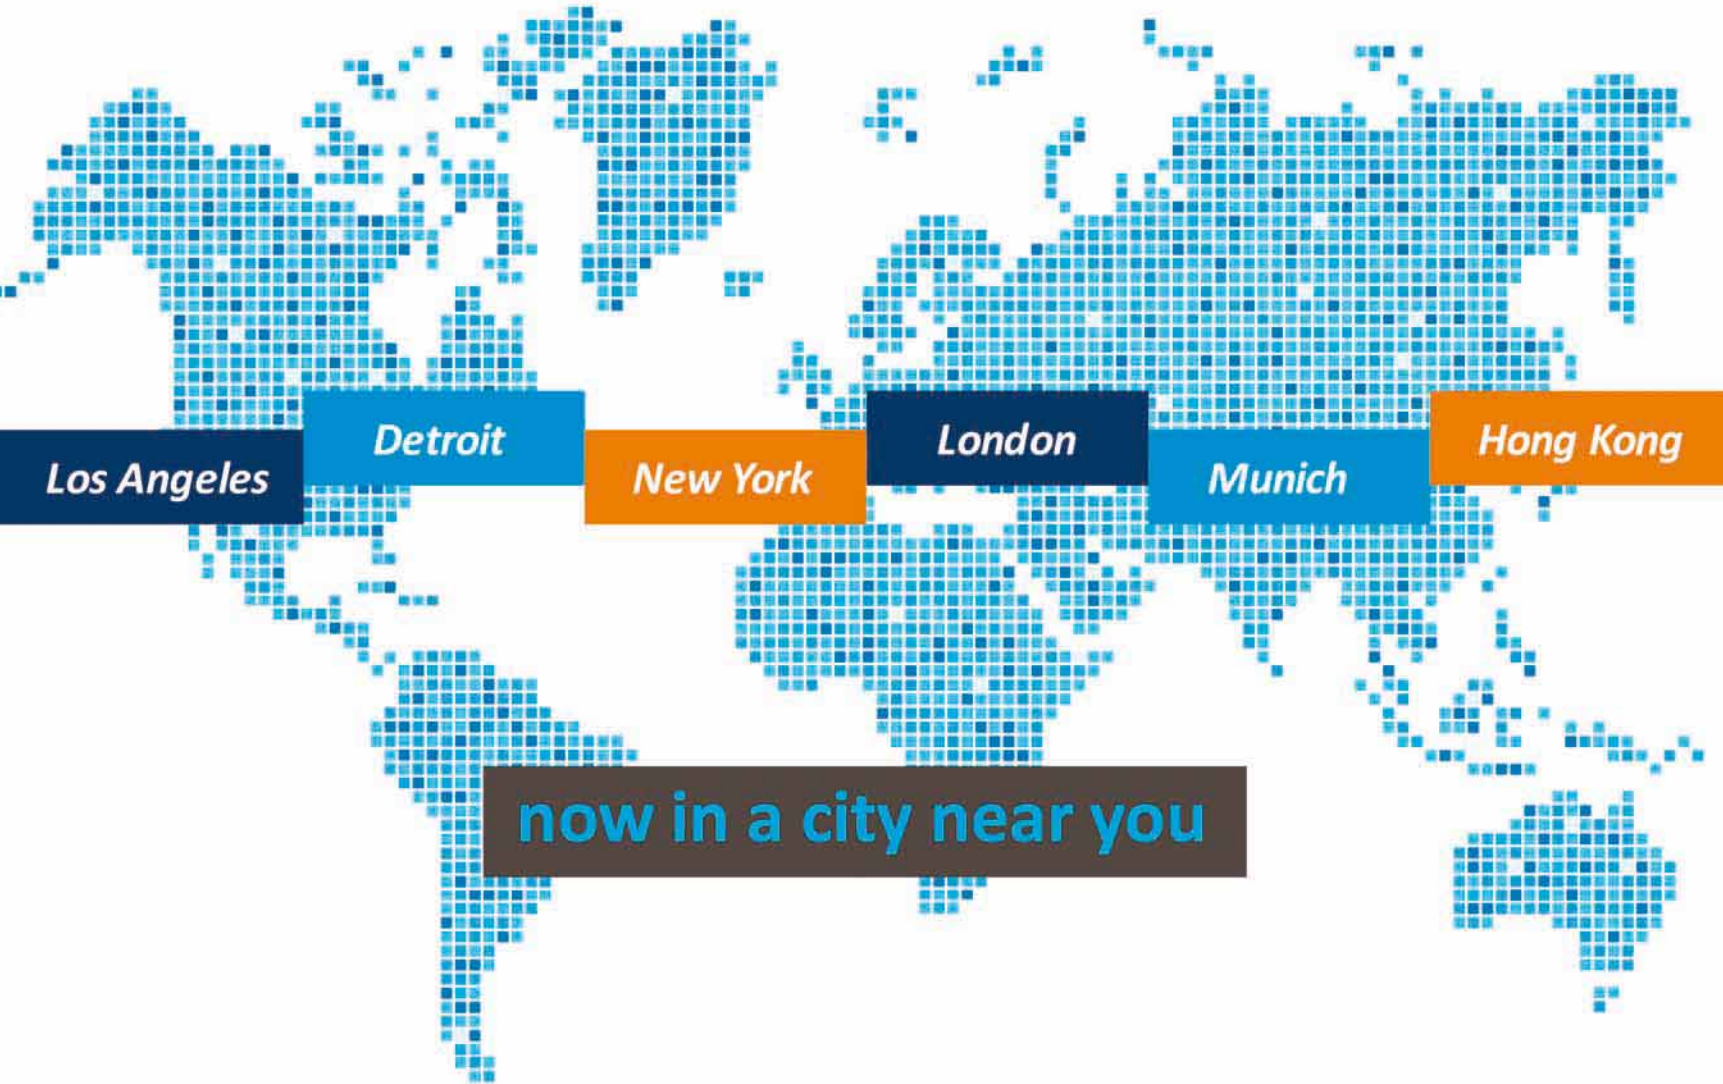 Los Angeles
Detroit
New York
London
Munich
Hong Kong
now in a city near you